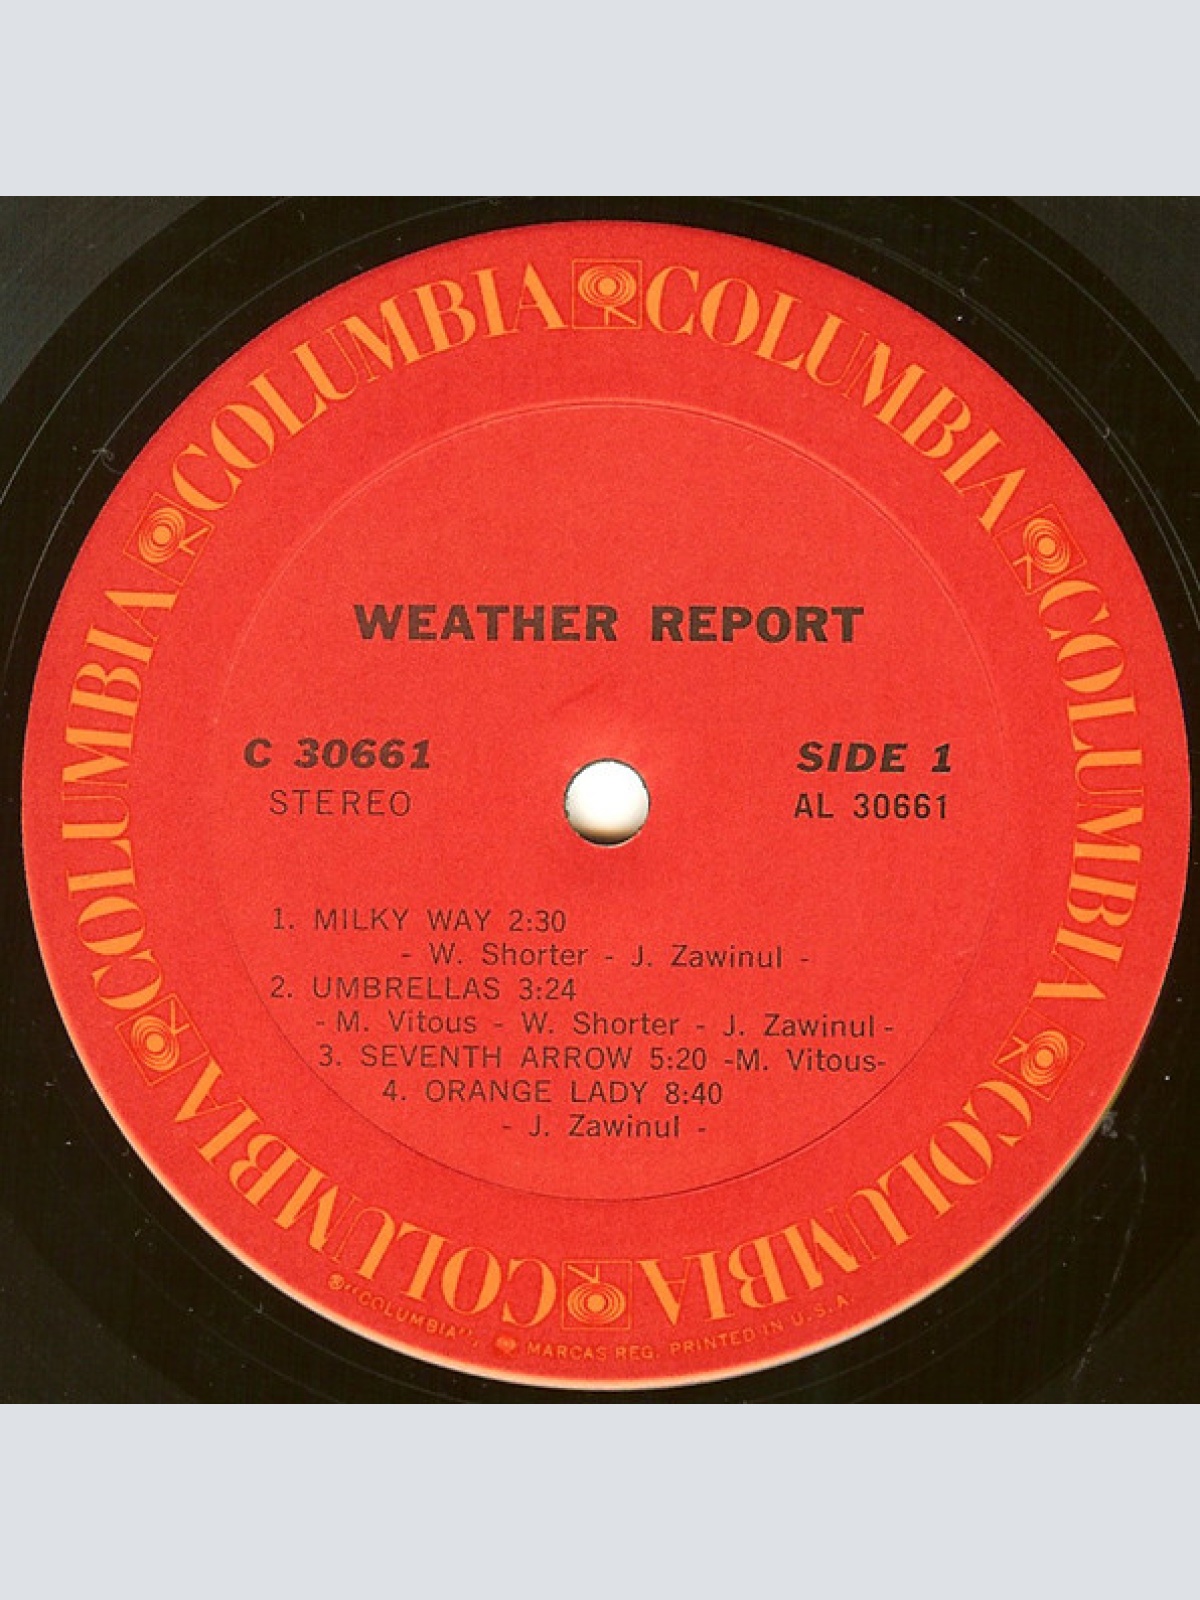 COLUMBIA COLUMBIA COLUMBIA COLUMBIA COLUMBIA COLUMBIA
WEATHER REPORT
C 30661
STEREO
SIDE 1
AL 30661
1. MILKY WAY 2:30
- W. Shorter - J. Zawinul -
2. UMBRELLAS 3:24
- M. Vitous - W. Shorter - J. Zawinul -
3. SEVENTH ARROW 5:20 -M. Vitous-
4. ORANGE LADY 8:40
- J. Zawinul -
® "COLUMBIA", MARCAS REG. PRINTED IN U.S.A.